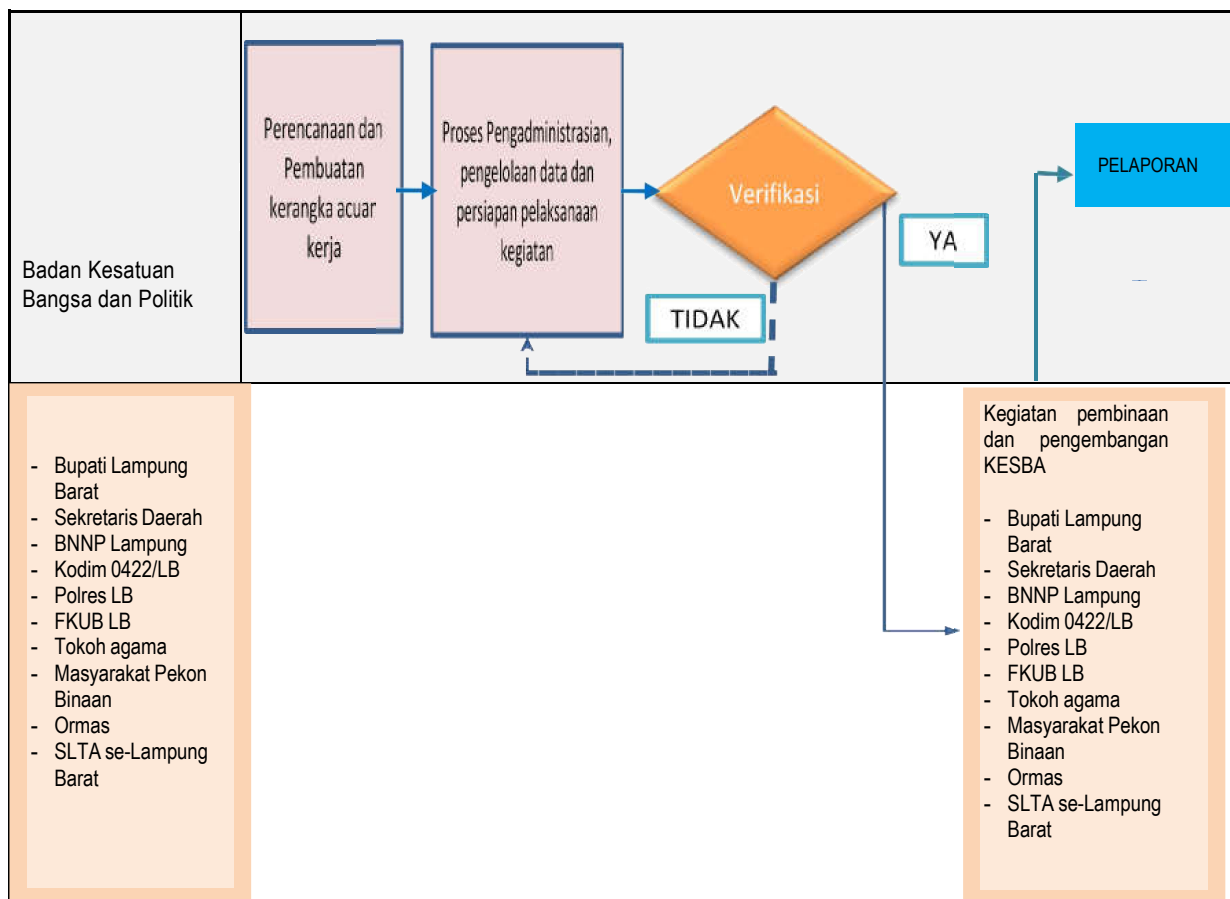 Badan Kesatuan
Bangsa dan Politik
Perencanaan dan
Pembuatan
kerangka acuar
kerja
Proses Pengadministrasian,
pengelolaan data dan
persiapan pelaksanaan
kegiatan
Verifikasi
YA
TIDAK
PELAPORAN
- Bupati Lampung
Barat
- Sekretaris Daerah
- BNNP Lampung
- Kodim 0422/LB
- Polres LB
- FKUB LB
- Tokoh agama
- Masyarakat Pekon
Binaan
- Ormas
- SLTA se-Lampung
Barat
Kegiatan pembinaan
dan pengembangan
KESBA
- Bupati Lampung
Barat
- Sekretaris Daerah
- BNNP Lampung
- Kodim 0422/LB
- Polres LB
- FKUB LB
- Tokoh agama
- Masyarakat Pekon
Binaan
- Ormas
- SLTA se-Lampung
Barat